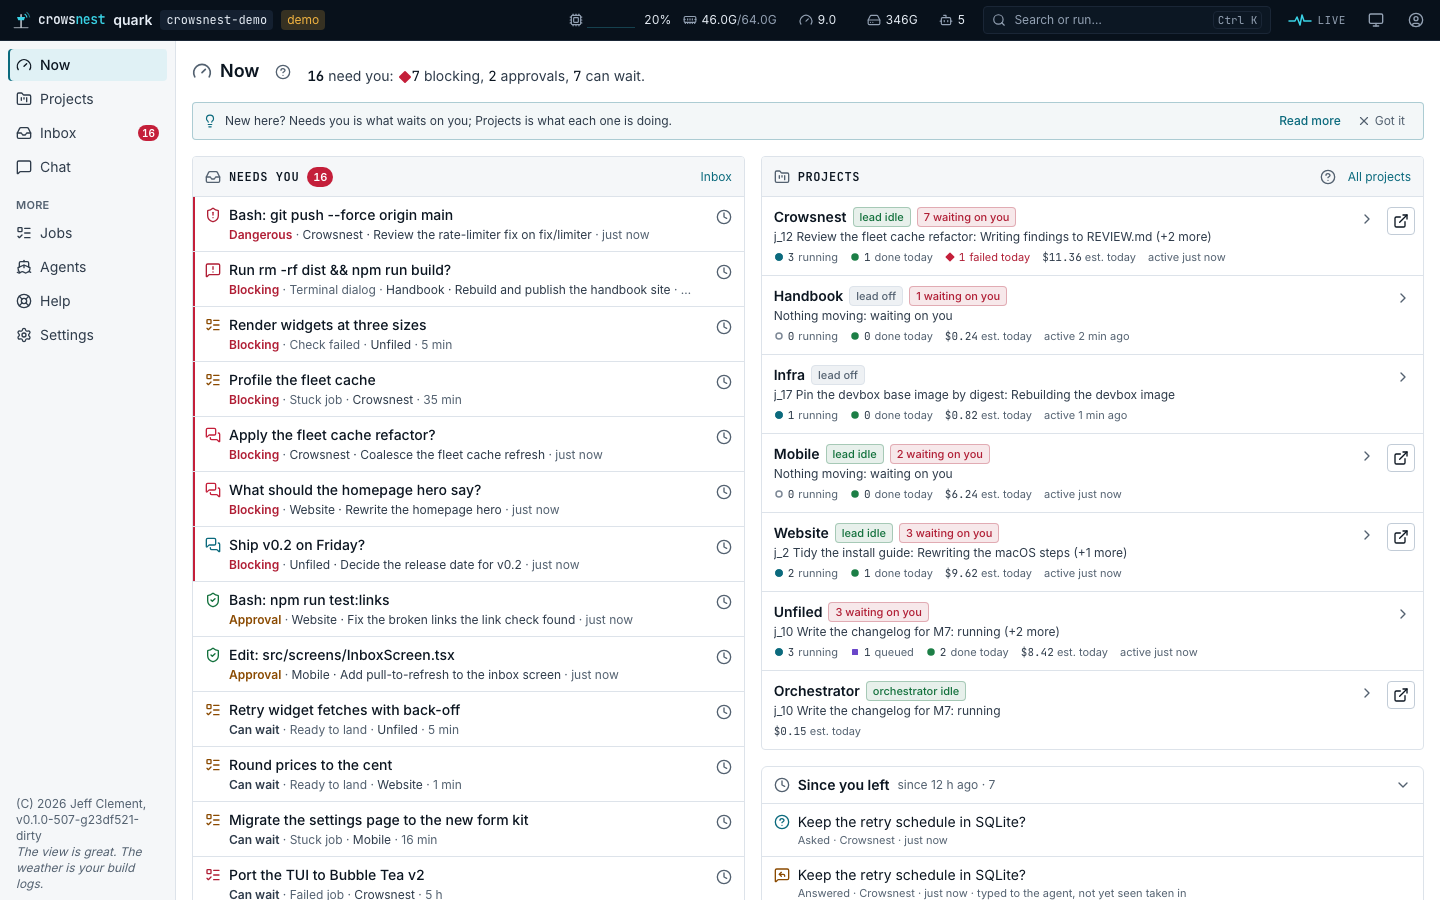 crowsnest quark crowsnest-demo demo
20% 46.0G/64.0G 9.0 346G 5 Search or run... Ctrl K LIVE
Now
Projects
Inbox 16
Chat
MORE
Jobs
Agents
Help
Settings
(C) 2026 Jeff Clement,
v0.1.0-507-g23df521-
dirty
The view is great. The
weather is your build
logs.
Now 16 need you: 7 blocking, 2 approvals, 7 can wait.
New here? Needs you is what waits on you; Projects is what each one is doing. Read more Got it
NEEDS YOU 16 Inbox
Bash: git push --force origin main
Dangerous · Crowsnest · Review the rate-limiter fix on fix/limiter · just now
Run rm -rf dist && npm run build?
Blocking · Terminal dialog · Handbook · Rebuild and publish the handbook site · ...
Render widgets at three sizes
Blocking · Check failed · Unfiled · 5 min
Profile the fleet cache
Blocking · Stuck job · Crowsnest · 35 min
Apply the fleet cache refactor?
Blocking · Crowsnest · Coalesce the fleet cache refresh · just now
What should the homepage hero say?
Blocking · Website · Rewrite the homepage hero · just now
Ship v0.2 on Friday?
Blocking · Unfiled · Decide the release date for v0.2 · just now
Bash: npm run test:links
Approval · Website · Fix the broken links the link check found · just now
Edit: src/screens/InboxScreen.tsx
Approval · Mobile · Add pull-to-refresh to the inbox screen · just now
Retry widget fetches with back-off
Can wait · Ready to land · Unfiled · 5 min
Round prices to the cent
Can wait · Ready to land · Website · 1 min
Migrate the settings page to the new form kit
Can wait · Stuck job · Mobile · 16 min
Port the TUI to Bubble Tea v2
Can wait · Failed job · Crowsnest · 5 h
PROJECTS All projects
Crowsnest lead idle 7 waiting on you
j_12 Review the fleet cache refactor: Writing findings to REVIEW.md (+2 more)
3 running 1 done today 1 failed today $11.36 est. today active just now
Handbook lead off 1 waiting on you
Nothing moving: waiting on you
0 running 0 done today $0.24 est. today active 2 min ago
Infra lead off
j_17 Pin the devbox base image by digest: Rebuilding the devbox image
1 running 0 done today $0.82 est. today active 1 min ago
Mobile lead idle 2 waiting on you
Nothing moving: waiting on you
0 running 0 done today $6.24 est. today active just now
Website lead idle 3 waiting on you
j_2 Tidy the install guide: Rewriting the macOS steps (+1 more)
2 running 1 done today $9.62 est. today active just now
Unfiled 3 waiting on you
j_10 Write the changelog for M7: running (+2 more)
3 running 1 queued 2 done today $8.42 est. today active just now
Orchestrator orchestrator idle
j_10 Write the changelog for M7: running
$0.15 est. today
Since you left since 12 h ago · 7
Keep the retry schedule in SQLite?
Asked · Crowsnest · just now
Keep the retry schedule in SQLite?
Answered · Crowsnest · just now · typed to the agent, not yet seen taken in